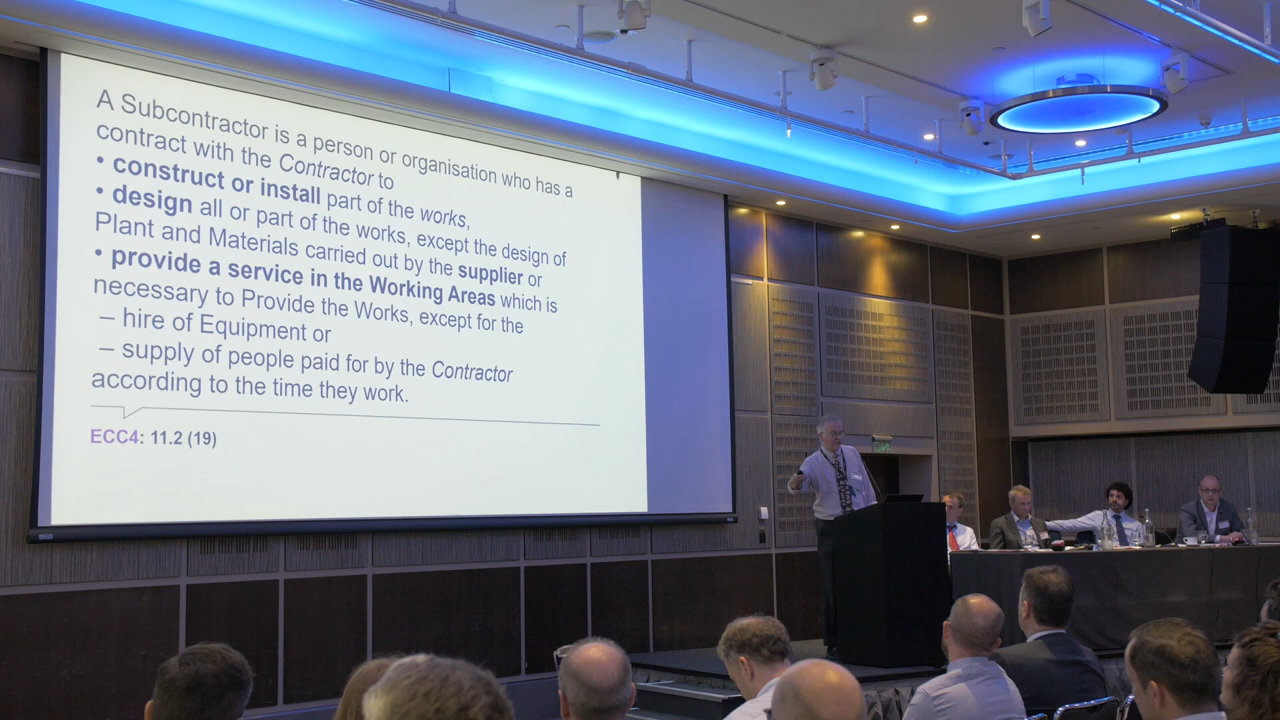 A Subcontractor is a person or organisation who has a
contract with the Contractor to
• construct or install part of the works,
• design all or part of the works, except the design of
Plant and Materials carried out by the supplier or
• provide a service in the Working Areas which is
necessary to Provide the Works, except for the
– hire of Equipment or
– supply of people paid for by the Contractor
according to the time they work.
ECC4: 11.2 (19)